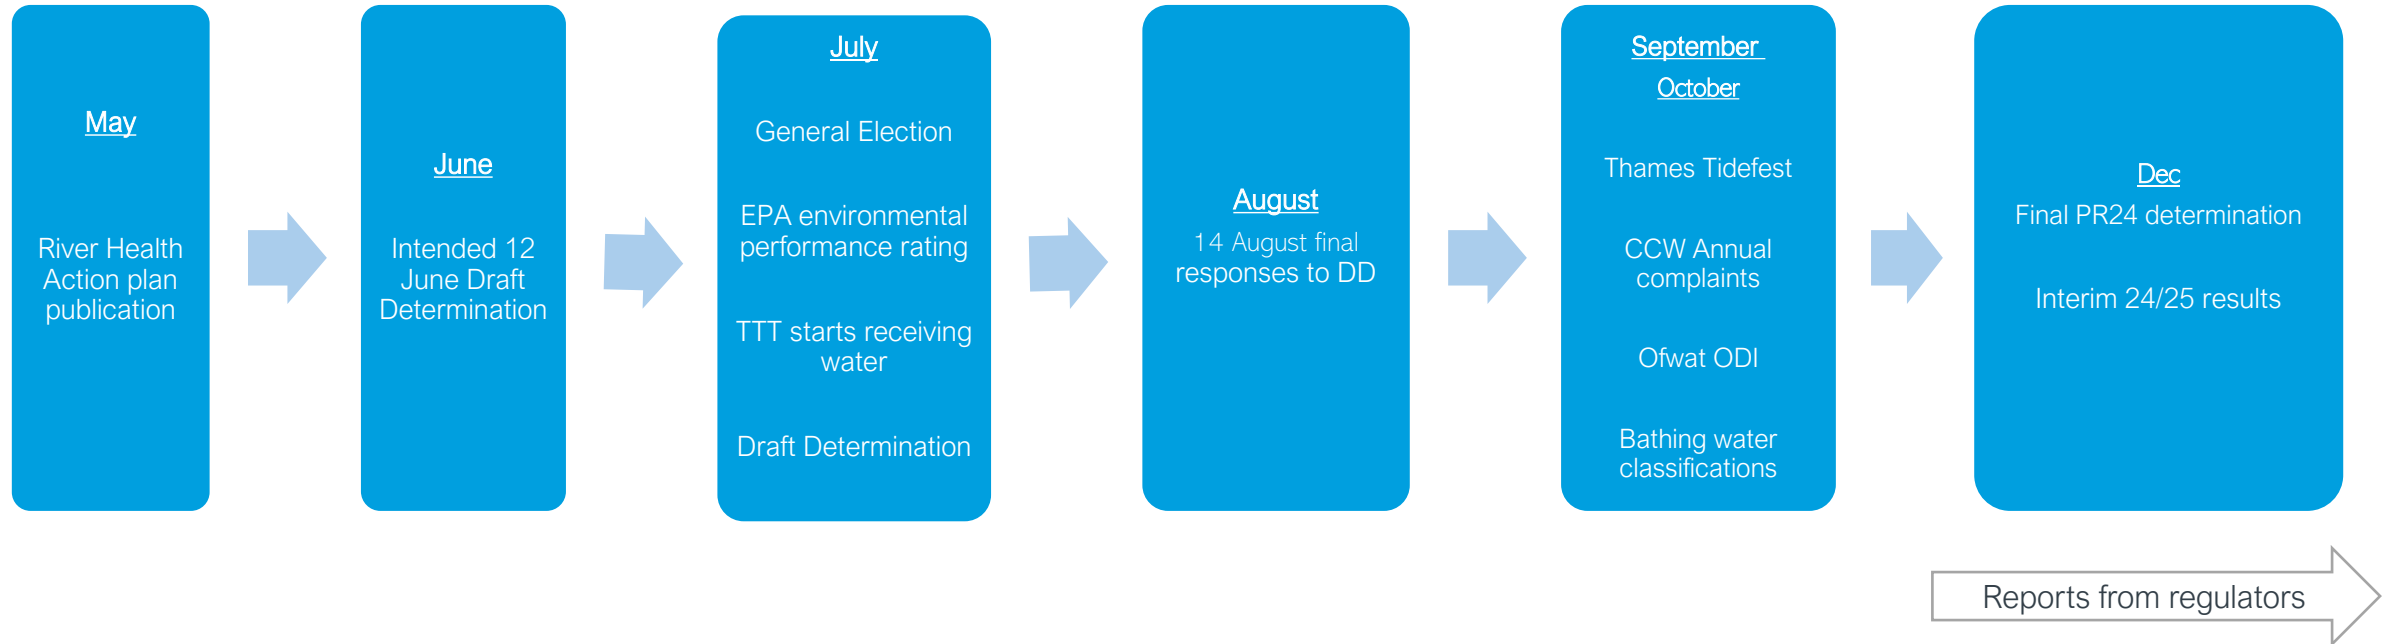 May
River Health
Action plan
publication
June
Intended 12
June Draft
Determination
July
General Election
EPA environmental
performance rating
TTT starts receiving
water
Draft Determination
August
14 August final
responses to DD
September
October
Thames Tidefest
CCW Annual
complaints
Ofwat ODI
Bathing water
classifications
Dec
Final PR24 determination
Interim 24/25 results
Reports from regulators